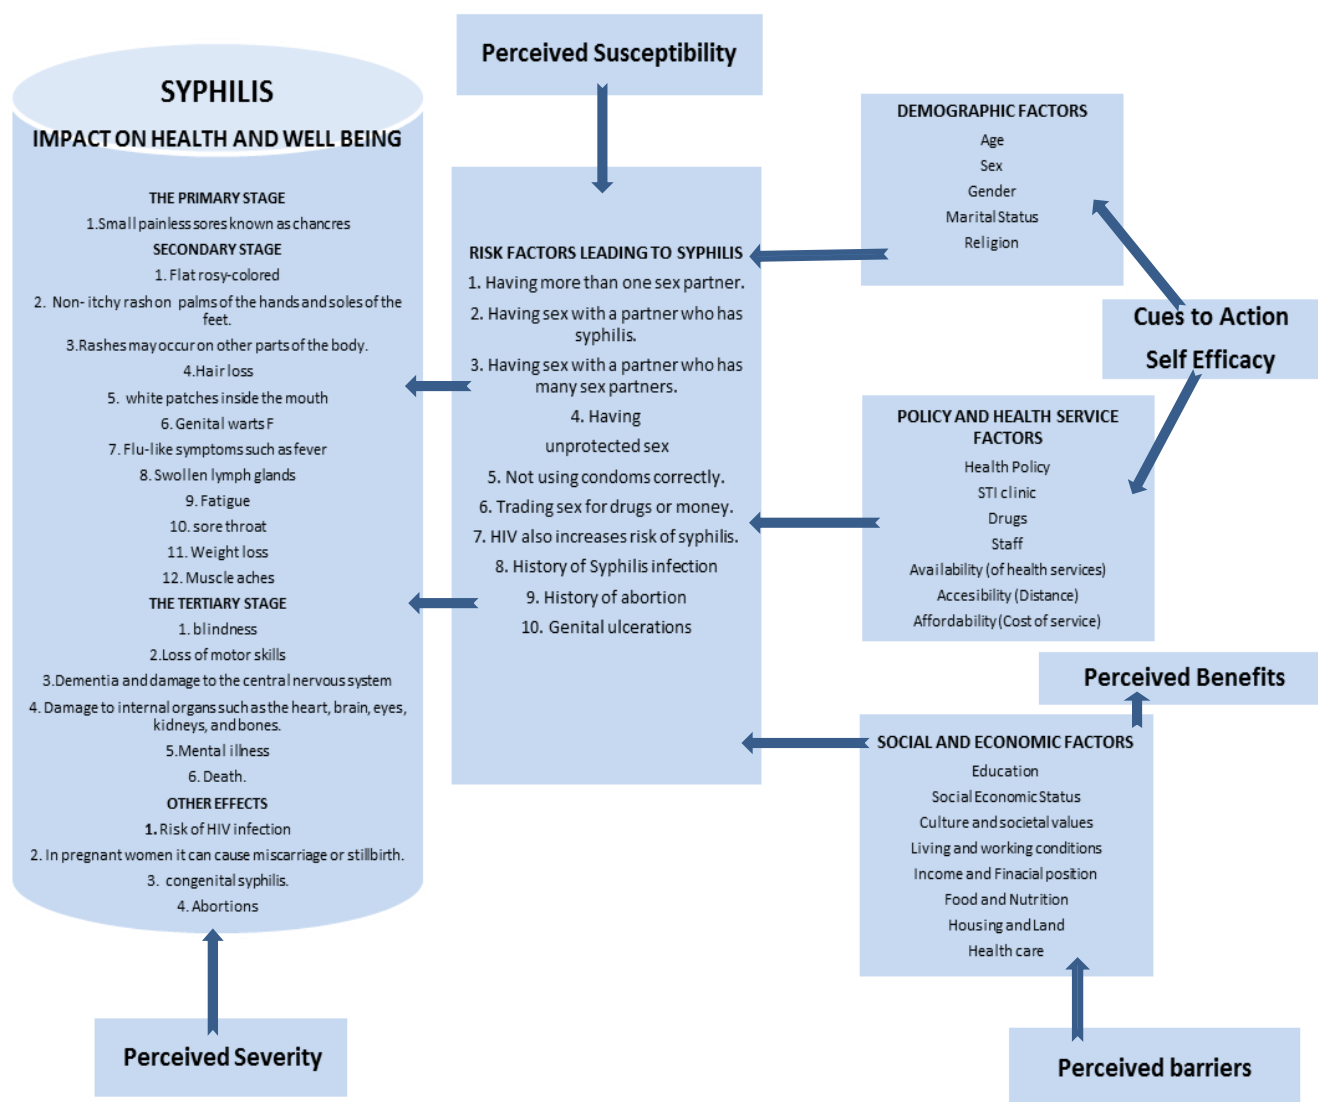 SYPHILIS
IMPACT ON HEALTH AND WELL BEING
THE PRIMARY STAGE
1.Small painless sores known as chancres
SECONDARY STAGE
1. Flat rosy-colored
2. Non- itchy rash on palms of the hands and soles of the
feet.
3.Rashes may occur on other parts of the body.
4.Hair loss
5. white patches inside the mouth
6. Genital warts F
7. Flu-like symptoms such as fever
8. Swollen lymph glands
9. Fatigue
10. sore throat
11. Weight loss
12. Muscle aches
THE TERTIARY STAGE
1. blindness
2.Loss of motor skills
3.Dementia and damage to the central nervous system
4. Damage to internal organs such as the heart, brain, eyes,
kidneys, and bones.
5.Mental illness
6. Death.
OTHER EFFECTS
1. Risk of HIV infection
2. In pregnant women it can cause miscarriage or stillbirth.
3. congenital syphilis.
4. Abortions
Perceived Severity
Perceived Susceptibility
RISK FACTORS LEADING TO SYPHILIS
1. Having more than one sex partner.
2. Having sex with a partner who has
syphilis.
3. Having sex with a partner who has
many sex partners.
4. Having
unprotected sex
5. Not using condoms correctly.
6. Trading sex for drugs or money.
7. HIV also increases risk of syphilis.
8. History of Syphilis infection
9. History of abortion
10. Genital ulcerations
DEMOGRAPHIC FACTORS
Age
Sex
Gender
Marital Status
Religion
Cues to Action
Self Efficacy
POLICY AND HEALTH SERVICE
FACTORS
Health Policy
STI clinic
Drugs
Staff
Availability (of health services)
Accesibility (Distance)
Affordability (Cost of service)
Perceived Benefits
SOCIAL AND ECONOMIC FACTORS
Education
Social Economic Status
Culture and societal values
Living and working conditions
Income and Finacial position
Food and Nutrition
Housing and Land
Health care
Perceived barriers